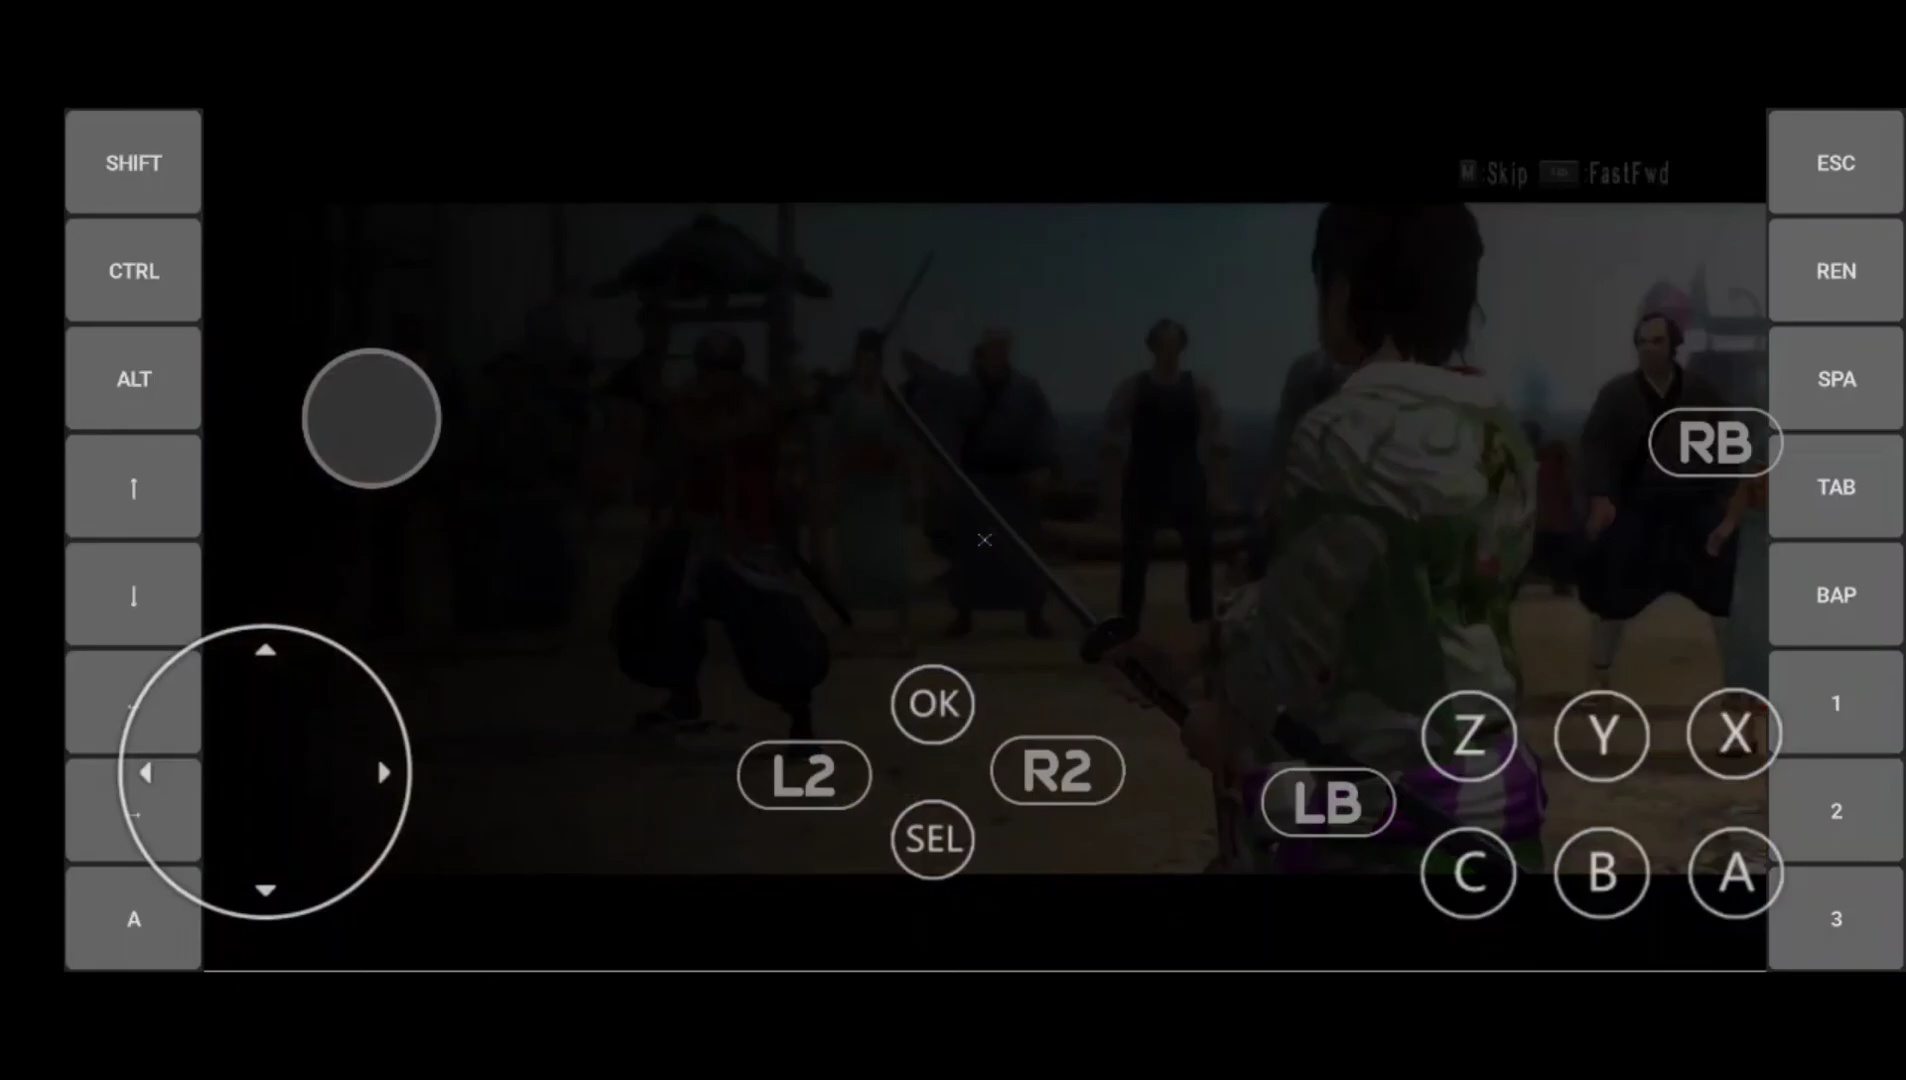 SHIFT
ESC
M :Skip :FastFwd
CTRL
REN
ALT
SPA
↑
RB
TAB
↓
BAP
OK
1
Z Y X
L2 R2
LB
→
2
SEL
C B A
A
3